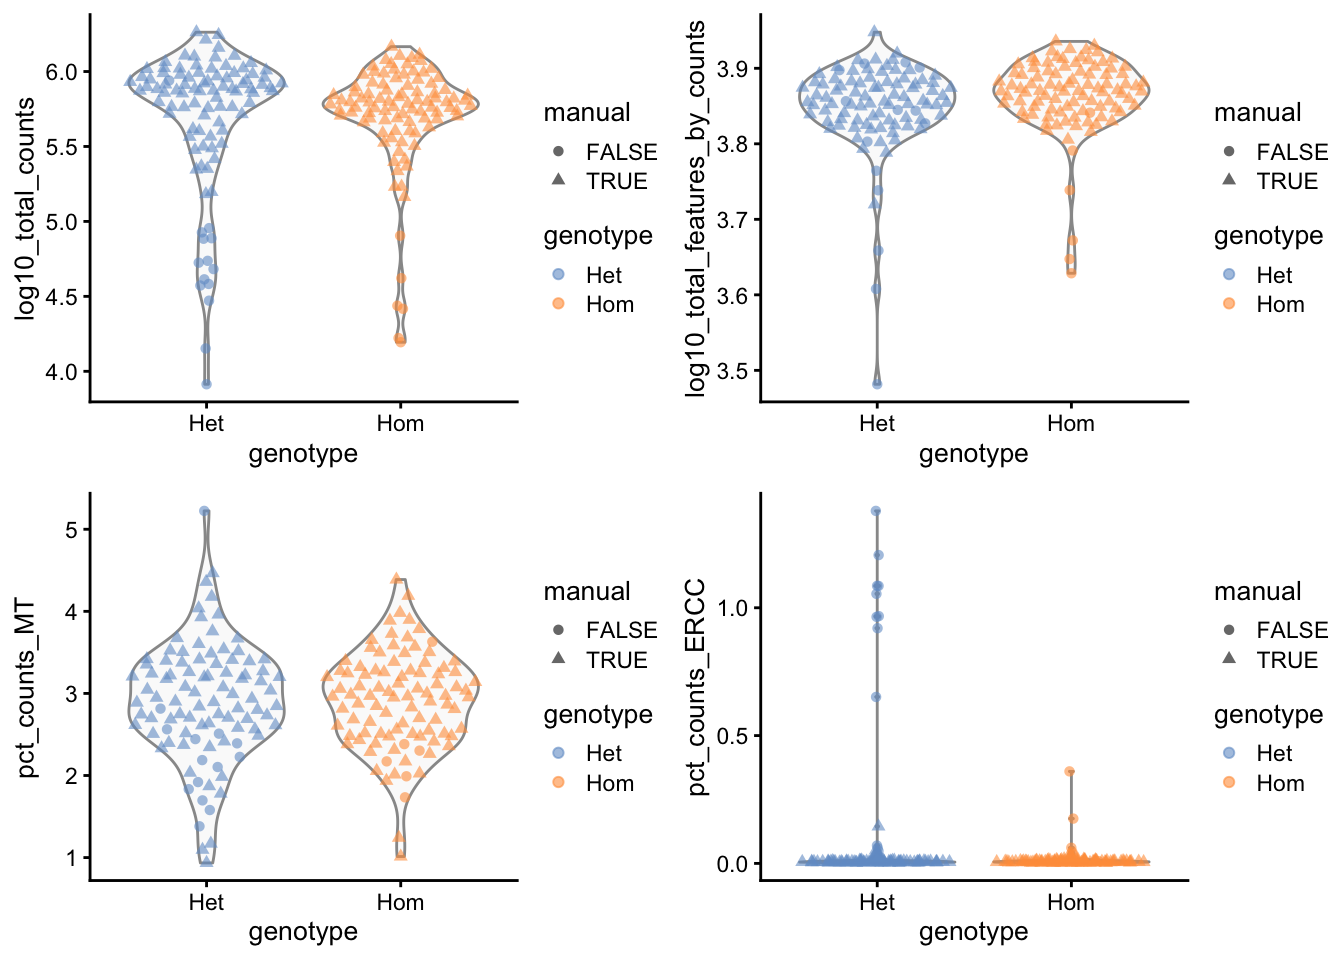 log10_total_counts
6.0
5.5
5.0
4.5
4.0
Het
Hom
genotype
manual
FALSE
TRUE
genotype
Het
Hom
log10_total_features_by_counts
3.9
3.8
3.7
3.6
3.5
Het
Hom
genotype
manual
FALSE
TRUE
genotype
Het
Hom
pct_counts_MT
5
4
3
2
1
Het
Hom
genotype
manual
FALSE
TRUE
genotype
Het
Hom
pct_counts_ERCC
1.0
0.5
0.0
Het
Hom
genotype
manual
FALSE
TRUE
genotype
Het
Hom